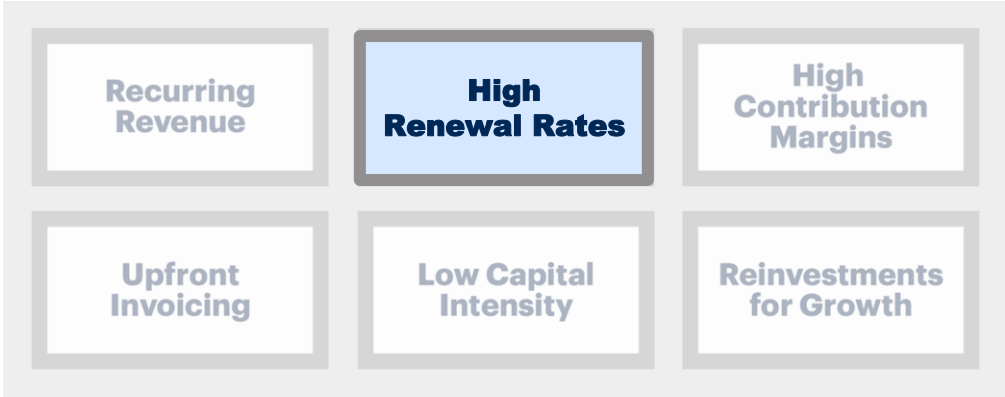 Recurring
Revenue
High
Renewal Rates
High
Contribution
Margins
Upfront
Invoicing
Low Capital
Intensity
Reinvestments
for Growth